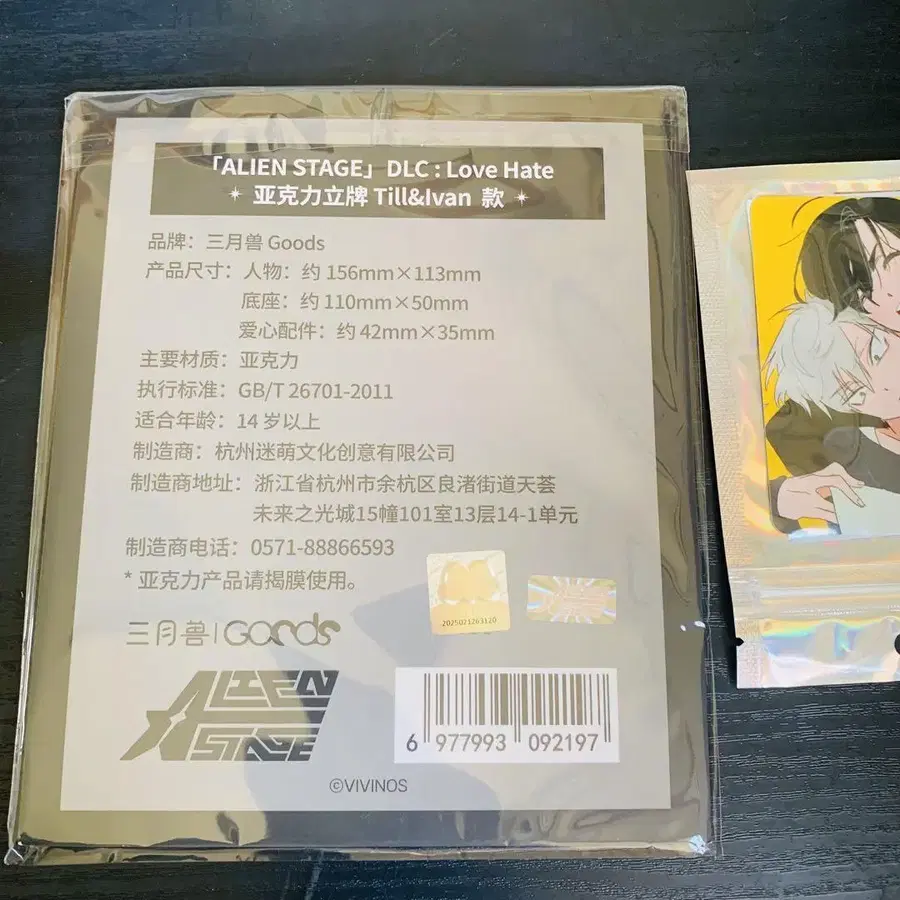 「ALIEN STAGE」DLC : Love Hate
亚克力立牌 Till&Ivan 款
品牌：三月兽 Goods
产品尺寸：人物：约 156mm×113mm
底座：约 110mm×50mm
爱心配件：约 42mm×35mm
主要材质：亚克力
执行标准：GB/T 26701-2011
适合年龄：14 岁以上
制造商：杭州迷萌文化创意有限公司
制造商地址：浙江省杭州市余杭区良渚街道天荟
未来之光城15幢101室13层14-1单元
制造商电话：0571-88866593
* 亚克力产品请揭膜使用。
2025021263120
三月兽 | Goods
ALIEN
STAGE
6 977993 092197
©VIVINOS